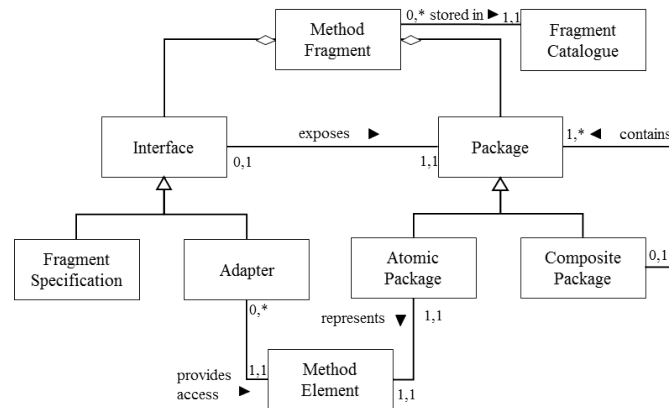 Method
Fragment
0,* stored in ►
1,1
Fragment
Catalogue
Interface
exposes ►
0,1
1,1
Package
1,* ◄ contains
Fragment
Specification
Adapter
Atomic
Package
Composite
Package
0,1
0,*
represents ▼
1,1
provides
access ►
1,1
Method
Element
1,1